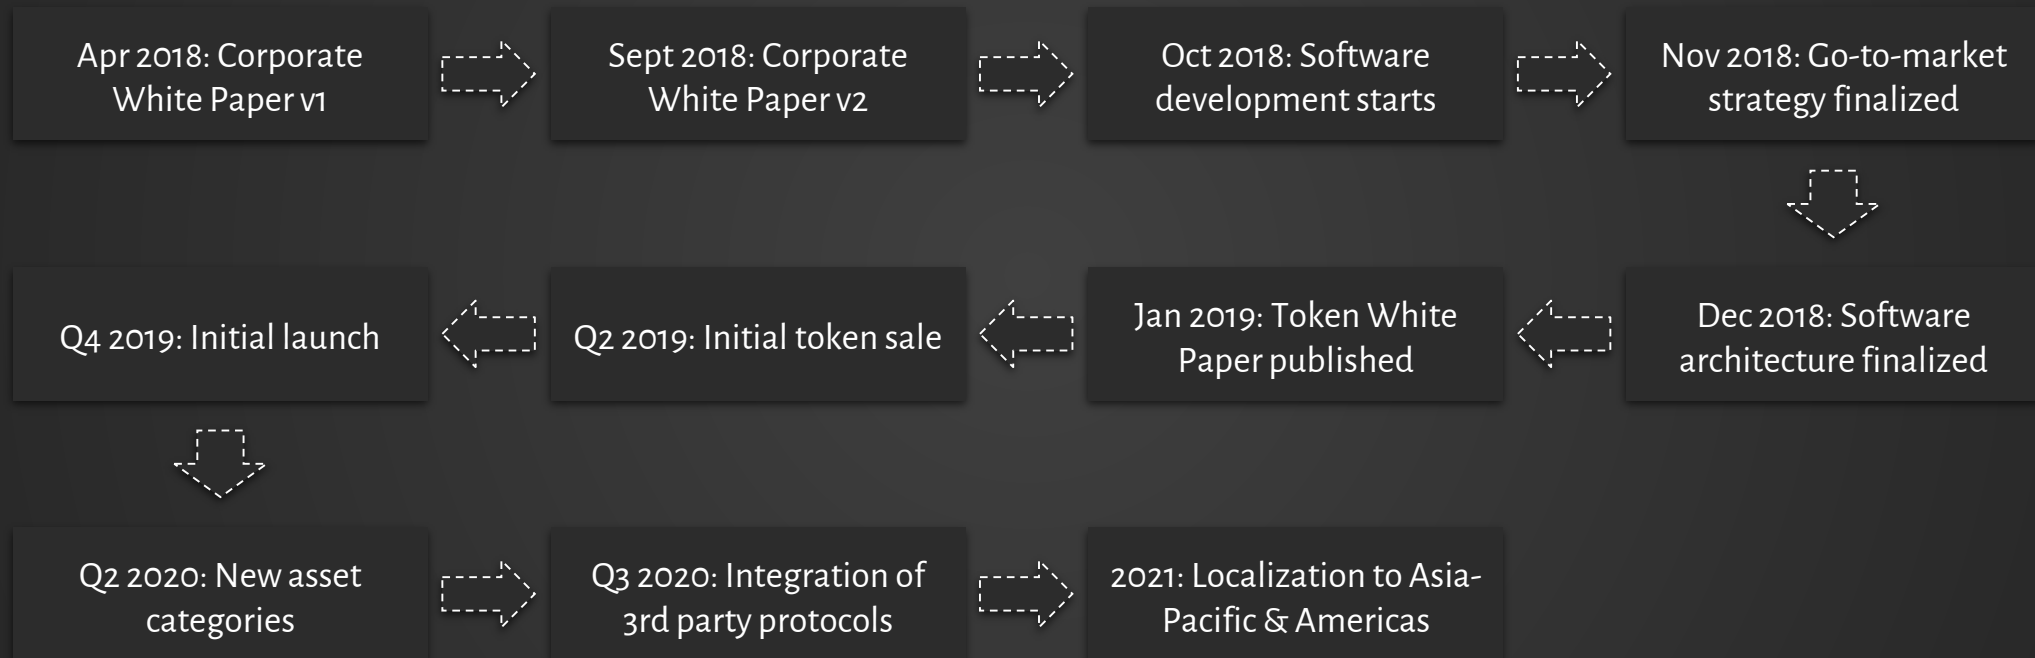 Apr 2018: Corporate
White Paper v1
Sept 2018: Corporate
White Paper v2
Oct 2018: Software
development starts
Nov 2018: Go-to-market
strategy finalized
Dec 2018: Software
architecture finalized
Jan 2019: Token White
Paper published
Q2 2019: Initial token sale
Q4 2019: Initial launch
Q2 2020: New asset
categories
Q3 2020: Integration of
3rd party protocols
2021: Localization to Asia-
Pacific & Americas